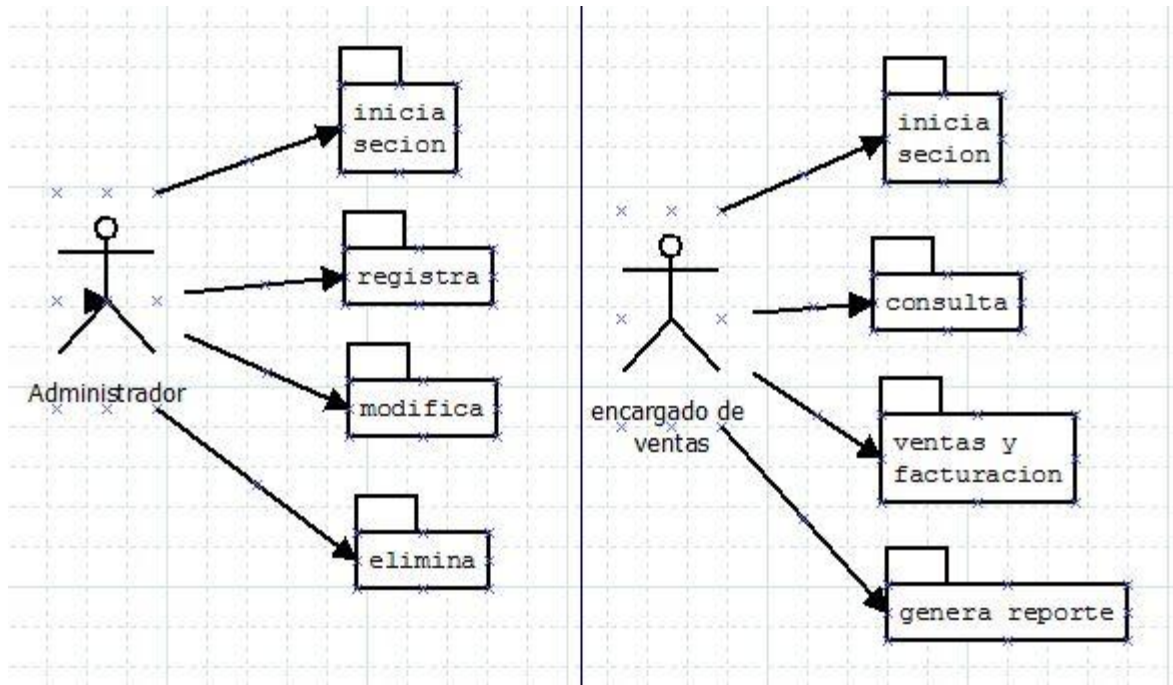 inicia
secion
registra
modifica
elimina
Administrador
inicia
secion
consulta
ventas y
facturacion
genera reporte
encargado de
ventas